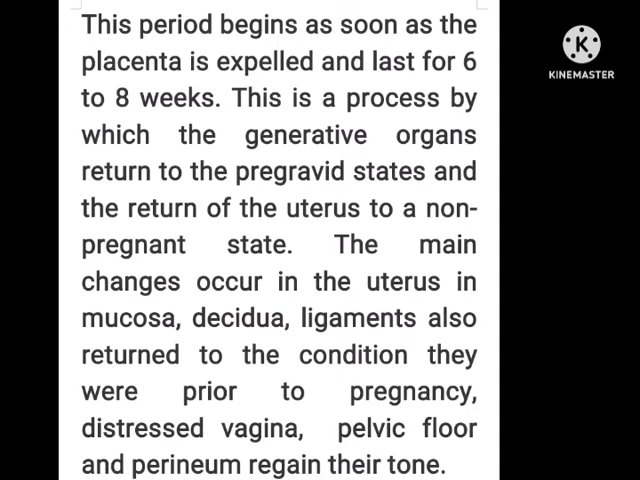 This period begins as soon as the
placenta is expelled and last for 6
to 8 weeks. This is a process by
which the generative organs
return to the pregravid states and
the return of the uterus to a non-
pregnant state. The main
changes occur in the uterus in
mucosa, decidua, ligaments also
returned to the condition they
were prior to pregnancy,
distressed vagina, pelvic floor
and perineum regain their tone.
K
KINEMASTER